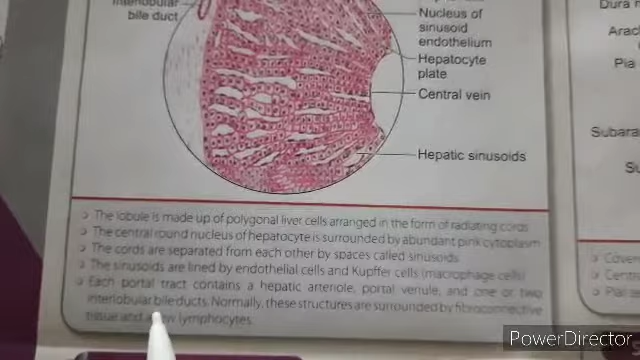 Interlobular
bile duct
Nucleus of
sinusoid
endothelium
Hepatocyte
plate
Central vein
Hepatic sinusoids
The lobule is made up of polygonal liver cells arranged in the form of radiating cords
The central round nucleus of hepatocyte is surrounded by abundant pink cytoplasm
The cords are separated from each other by spaces called sinusoids
The sinusoids are lined by endothelial cells and Kupffer cells (macrophage cells)
Each portal tract contains a hepatic arteriole, portal venule, and one or two
interlobular bile ducts. Normally, these structures are surrounded by fibroconnective
tissue and few lymphocytes.
Dura
Arac
Pia
Subara
Su
Cover
Centr
PowerDirector